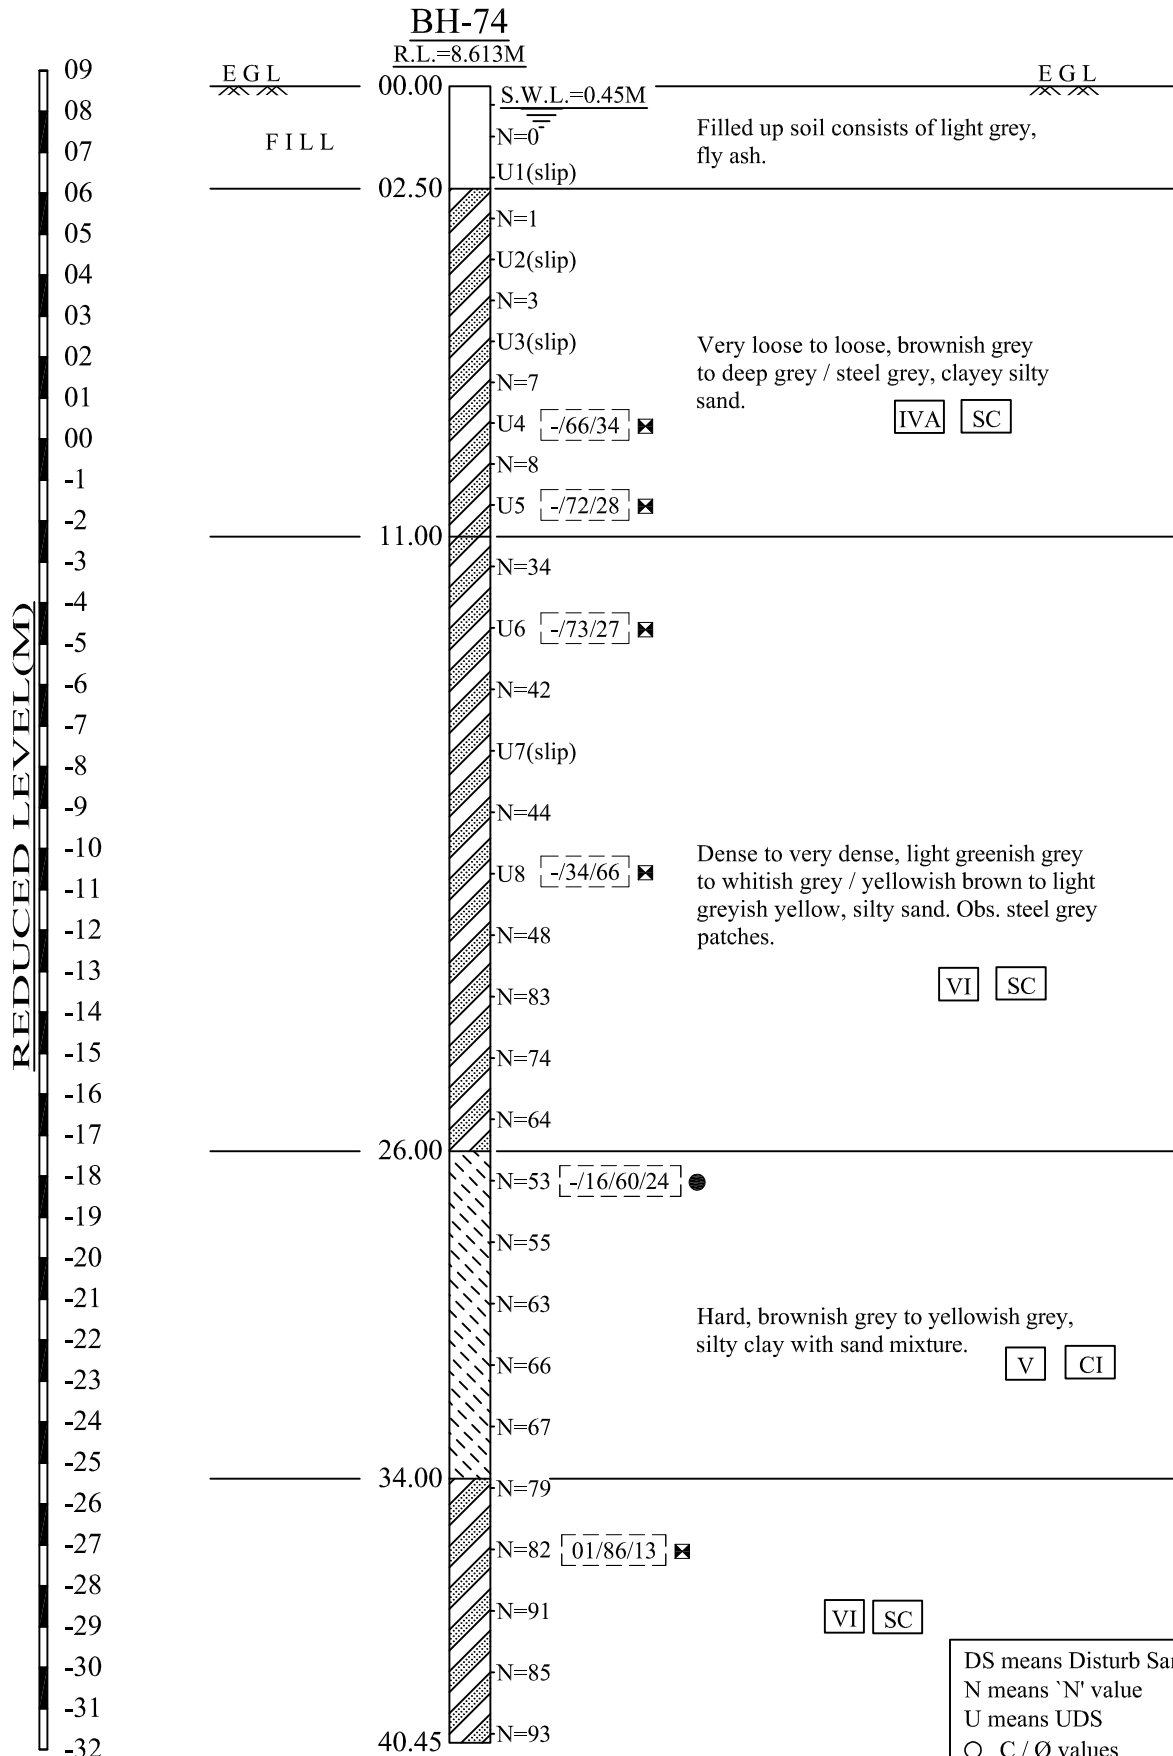 BH-74
R.L.=8.613M
09
E G L
00.00
S.W.L.=0.45M
E G L
08
N=0
Filled up soil consists of light grey,
07
F I L L
fly ash.
U1(slip)
06
02.50
N=1
05
U2(slip)
04
N=3
03
U3(slip)
Very loose to loose, brownish grey
02
to deep grey / steel grey, clayey silty
N=7
01
sand.
U4 -/66/34
IVA SC
00
N=8
-1
U5 -/72/28
-2
11.00
-3
N=34
-4
U6 -/73/27
-5
-6
N=42
-7
U7(slip)
-8
-9
N=44
-10
Dense to very dense, light greenish grey
U8 -/34/66
-11
to whitish grey / yellowish brown to light
greyish yellow, silty sand. Obs. steel grey
-12
N=48
patches.
-13
VI SC
N=83
-14
-15
N=74
-16
N=64
-17
26.00
-18
N=53 -/16/60/24
-19
N=55
-20
-21
N=63
Hard, brownish grey to yellowish grey,
-22
silty clay with sand mixture.
N=66
V CI
-23
-24
N=67
-25
34.00
N=79
-26
-27
N=82 01/86/13
-28
-29
N=91
VI SC
-30
N=85
-31
N=93
40.45
-32
REDUCED LEVEL(M)
DS means Disturb Sa
N means `N' value
U means UDS
C / Ø values